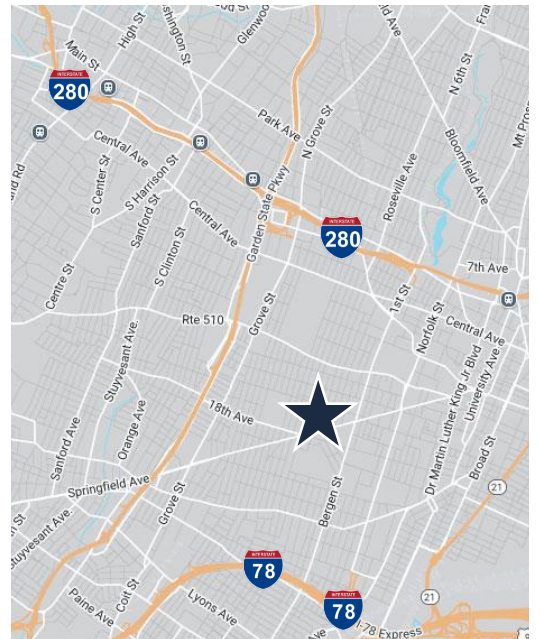 High St
Main St
Glenwoo
INTERSTATE
280
Central Ave
S Center St
S Harrison St
Sanford St
S Clinton St
Central Ave
Park Ave
N Grove St
Garden State Pkwy
N 6th St
Bloomfield Ave
Mt Pros
Roseville Ave
INTERSTATE
280
7th Ave
1st St
Norfolk St
Central Ave
Centre St
Rte 510
Grove St
Stuyvesant Ave.
Orange Ave
Sanford Ave
18th Ave
Dr Martin Luther King Jr Blvd
University Ave
Broad St
Springfield Ave
21
Grove St
Bergen St
Stuyvesant Ave.
INTERSTATE
78
INTERSTATE
78
Paine Ave
Colt St
Lyons Ave
21
I-78 Express